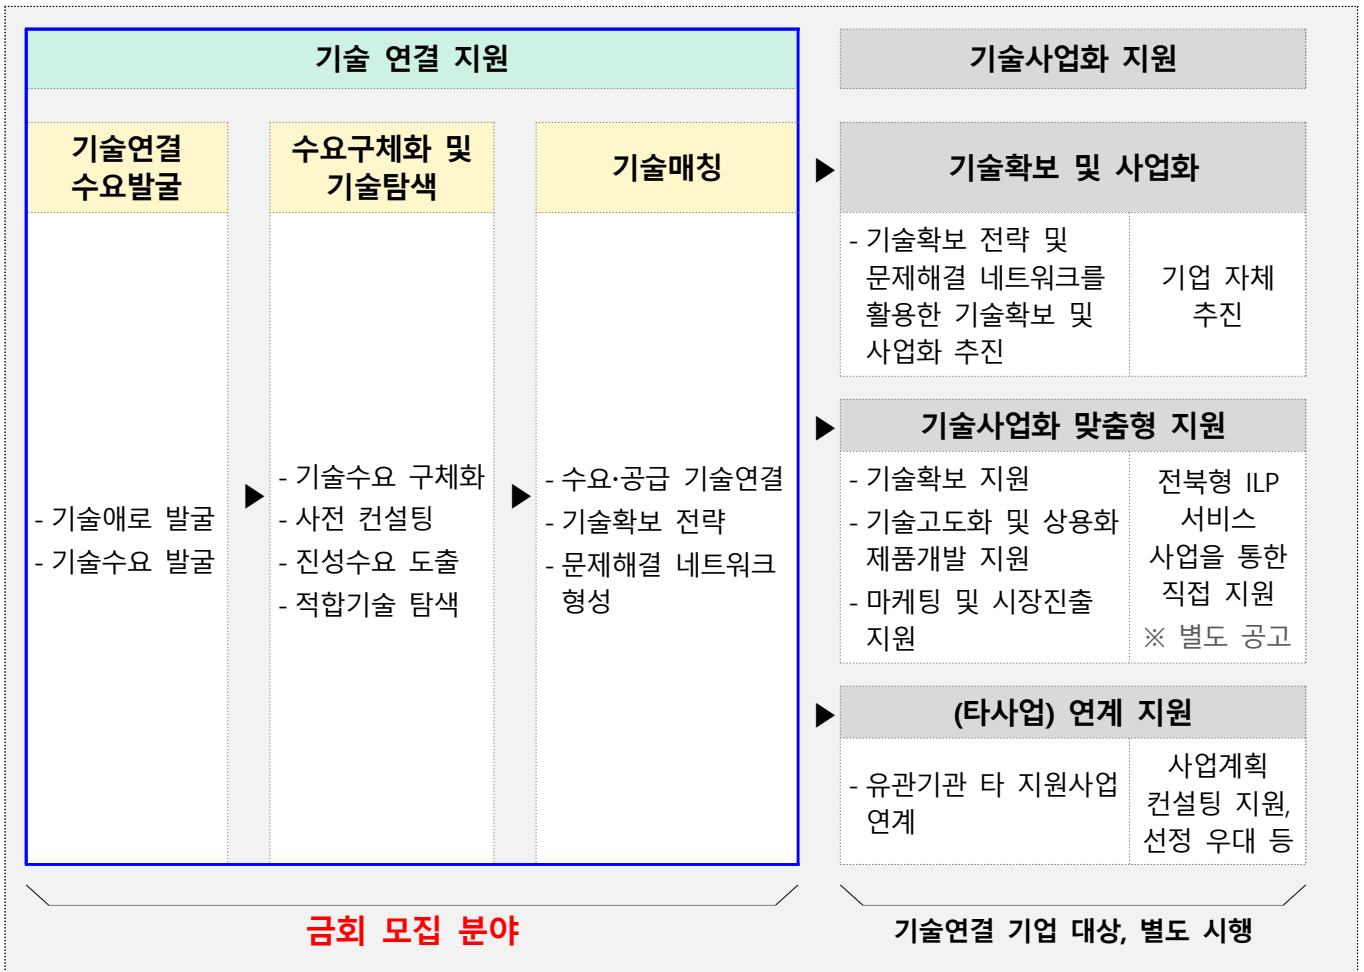 기술 연결 지원
기술사업화 지원
기술연결
수요발굴
수요구체화 및
기술탐색
기술매칭
▶
기술확보 및 사업화
- 기술애로 발굴
- 기술수요 발굴
▶
- 기술수요 구체화
- 사전 컨설팅
- 진성수요 도출
- 적합기술 탐색
▶
- 수요·공급 기술연결
- 기술확보 전략
- 문제해결 네트워크
형성
- 기술확보 전략 및
문제해결 네트워크를
활용한 기술확보 및
사업화 추진
기업 자체
추진
▶
기술사업화 맞춤형 지원
- 기술확보 지원
- 기술고도화 및 상용화
제품개발 지원
- 마케팅 및 시장진출
지원
전북형 ILP
서비스
사업을 통한
직접 지원
※ 별도 공고
▶
(타사업) 연계 지원
- 유관기관 타 지원사업
연계
사업계획
컨설팅 지원,
선정 우대 등
금회 모집 분야
기술연결 기업 대상, 별도 시행